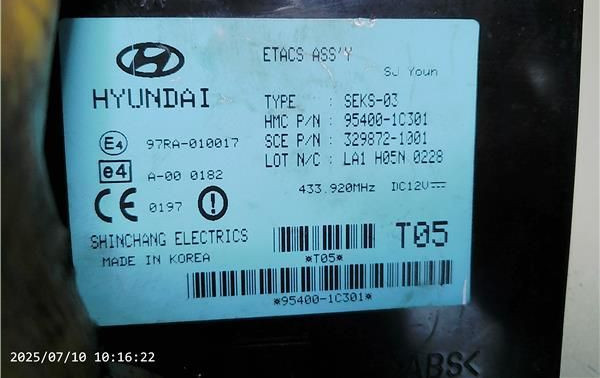 ETACS ASS'Y
SJ Youn
HYUNDAI
TYPE : SEKS-03
HMC P/N : 95400-1C301
SCE P/N : 329872-1001
LOT N/C : LA1 H05N 0228
E4 97RA-010017
e4 A-00 0182
433.920MHz DC12V
CE 0197
SHINCHANG ELECTRICS
MADE IN KOREA
T05
*T05*
*95400-1C301*
2025/07/10 10:16:22
>ABS<